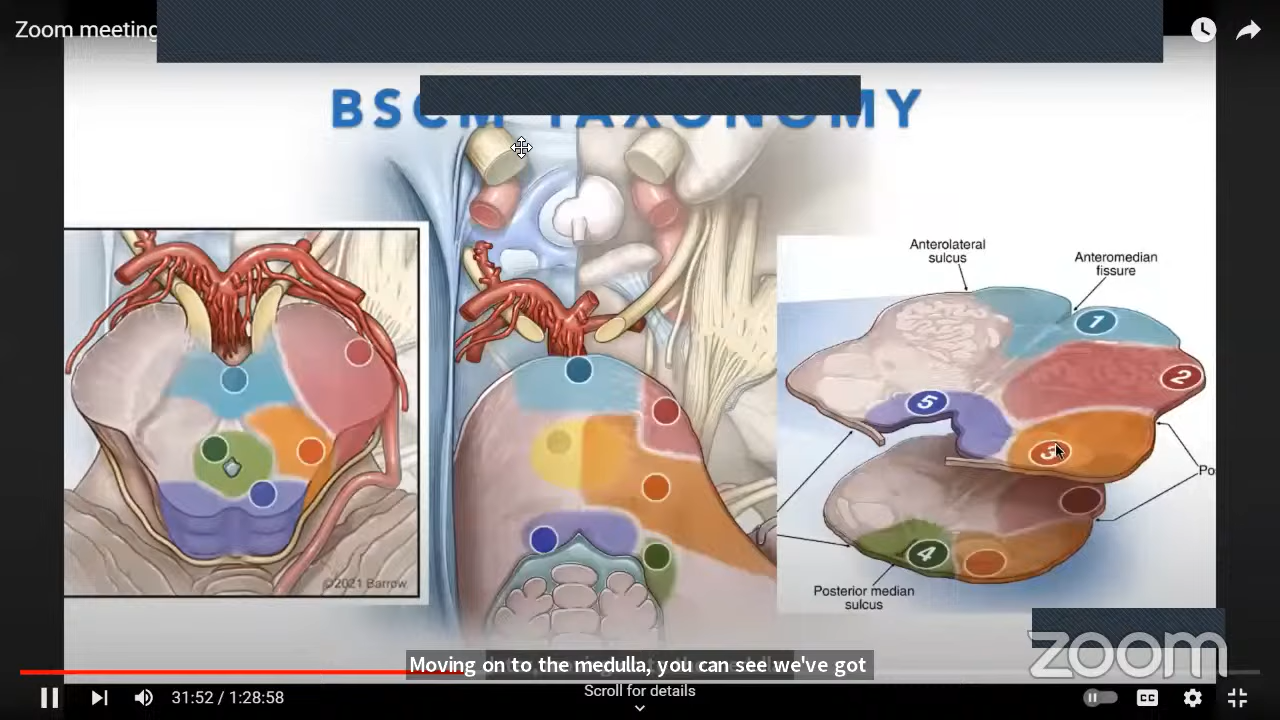 Zoom meeting
BSCM TAXONOMY
Anterolateral
sulcus
Anteromedian
fissure
1
2
5
3
Po
4
©2021 Barrow
Posterior median
sulcus
zoom
Moving on to the medulla, you can see we've got
31:52 / 1:28:58
Scroll for details
CC